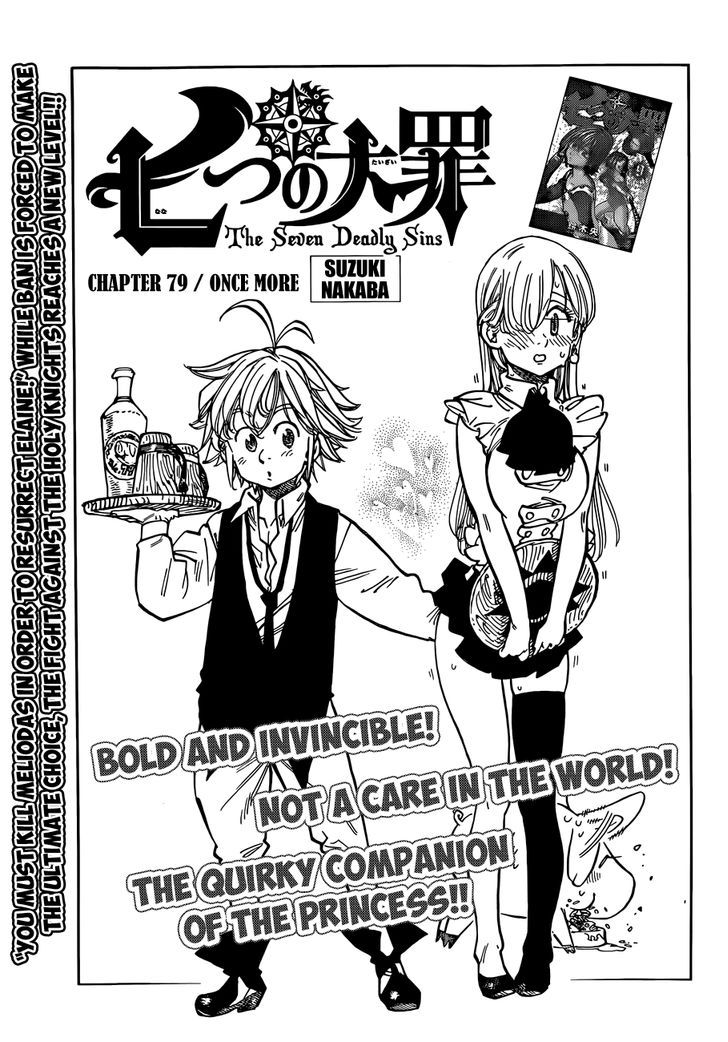 "YOU MUST KILL MELIODAS IN ORDER TO RESURRECT ELAINE!" WHILE BAN IS FORCED TO MAKE
THE ULTIMATE CHOICE, THE FIGHT AGAINST THE HOLY KNIGHTS REACHES A NEW LEVEL!!
七つの大罪
たいざい
The Seven Deadly Sins
CHAPTER 79 / ONCE MORE
SUZUKI
NAKABA
BOLD AND INVINCIBLE!
NOT A CARE IN THE WORLD!
THE QUIRKY COMPANION
OF THE PRINCESS!!